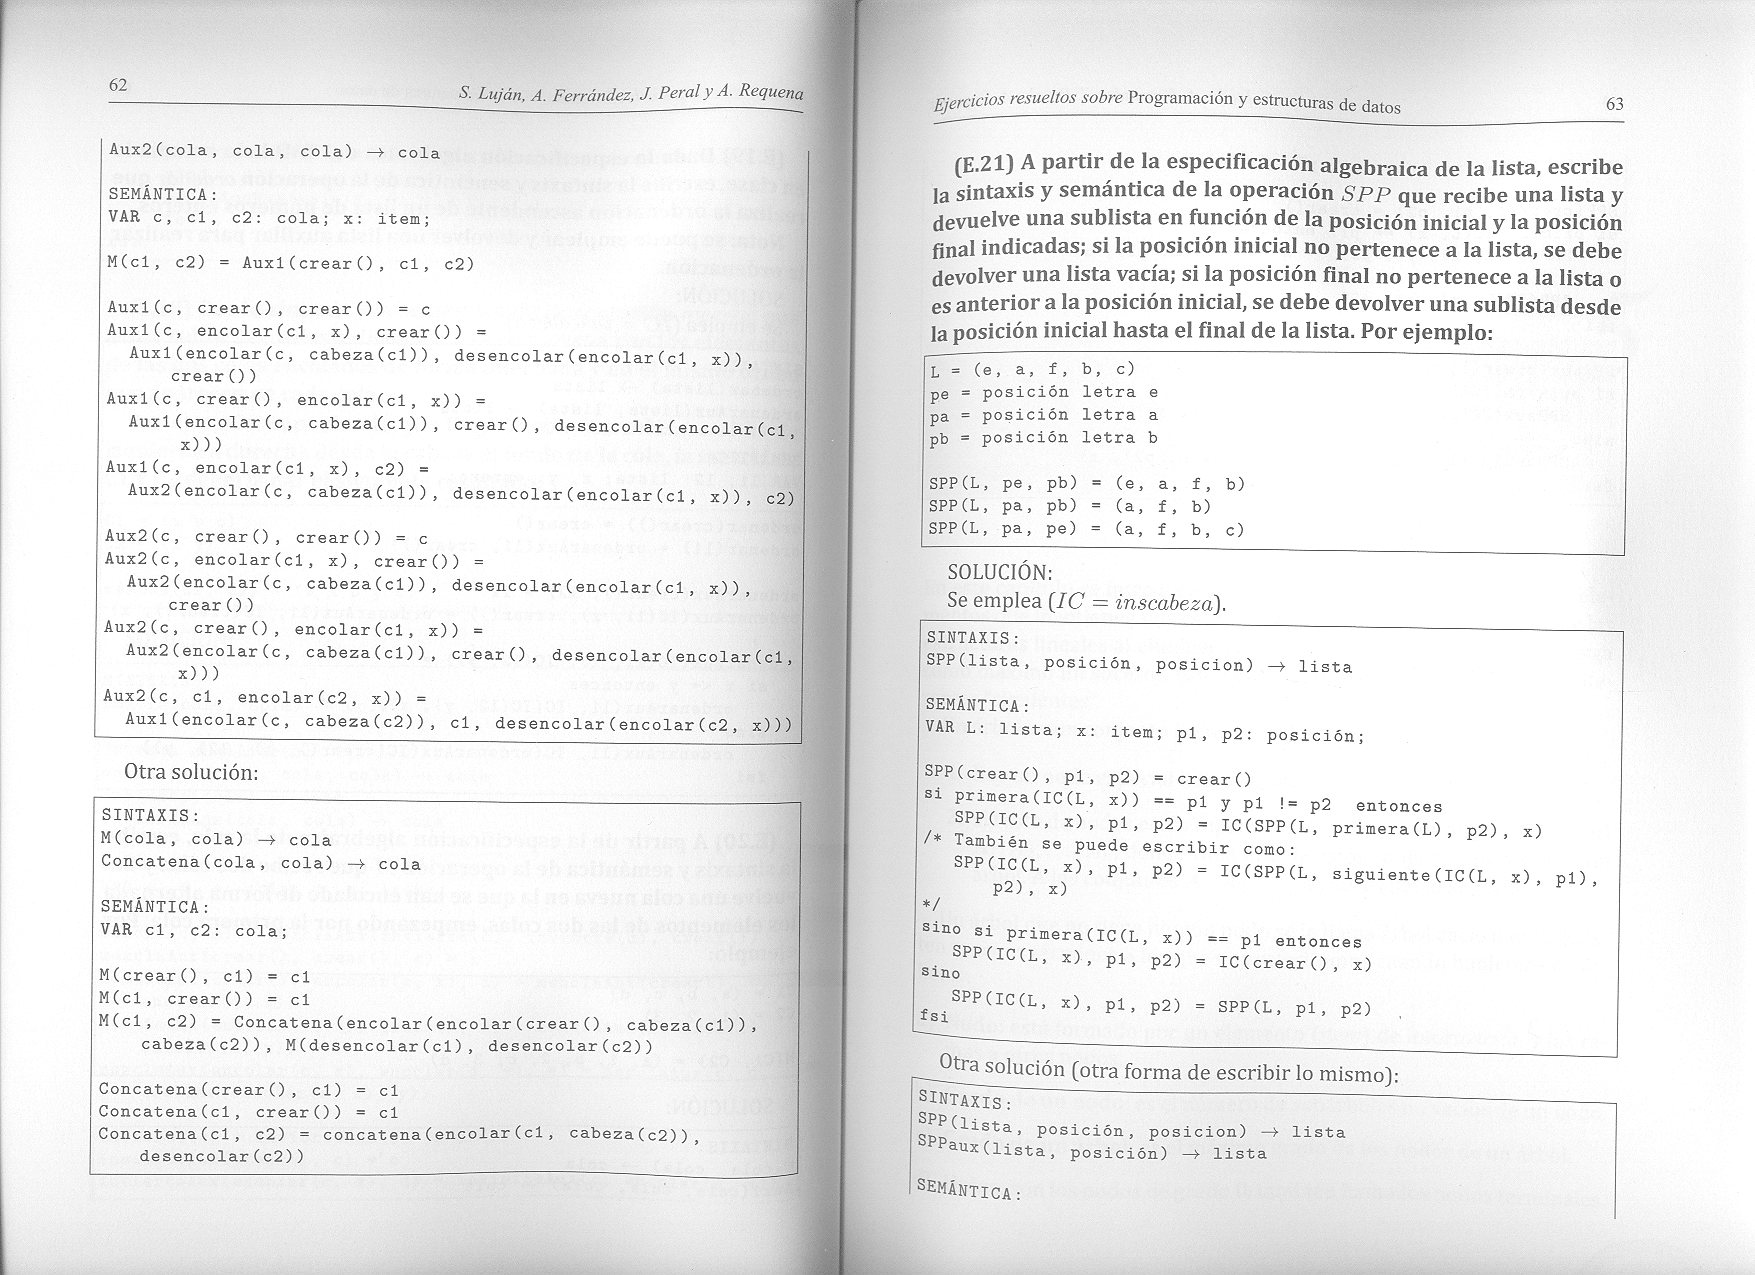 62
S. Luján, A. Ferrández, J. Peral y A. Requena
Aux2(cola, cola, cola) → cola
SEMÁNTICA:
VAR c, c1, c2: cola; x: item;
M(c1, c2) = Aux1(crear(), c1, c2)
Aux1(c, crear(), crear()) = c
Aux1(c, encolar(c1, x), crear()) =
Aux1(encolar(c, cabeza(c1)), desencolar(encolar(c1, x)),
crear())
Aux1(c, crear(), encolar(c1, x)) =
Aux1(encolar(c, cabeza(c1)), crear(), desencolar(encolar(c1,
x)))
Aux1(c, encolar(c1, x), c2) =
Aux2(encolar(c, cabeza(c1)), desencolar(encolar(c1, x)), c2)
Aux2(c, crear(), crear()) = c
Aux2(c, encolar(c1, x), crear()) =
Aux2(encolar(c, cabeza(c1)), desencolar(encolar(c1, x)),
crear())
Aux2(c, crear(), encolar(c1, x)) =
Aux2(encolar(c, cabeza(c1)), crear(), desencolar(encolar(c1,
x)))
Aux2(c, c1, encolar(c2, x)) =
Aux1(encolar(c, cabeza(c2)), c1, desencolar(encolar(c2, x)))
Otra solución:
SINTAXIS:
M(cola, cola) → cola
Concatena(cola, cola) → cola
SEMÁNTICA:
VAR c1, c2: cola;
M(crear(), c1) = c1
M(c1, crear()) = c1
M(c1, c2) = Concatena(encolar(encolar(crear(), cabeza(c1)),
cabeza(c2)), M(desencolar(c1), desencolar(c2))
Concatena(crear(), c1) = c1
Concatena(c1, crear()) = c1
Concatena(c1, c2) = concatena(encolar(c1, cabeza(c2)),
desencolar(c2))
Ejercicios resueltos sobre Programación y estructuras de datos
63
(E.21) A partir de la especificación algebraica de la lista, escribe
la sintaxis y semántica de la operación SPP que recibe una lista y
devuelve una sublista en función de la posición inicial y la posición
final indicadas; si la posición inicial no pertenece a la lista, se debe
devolver una lista vacía; si la posición final no pertenece a la lista o
es anterior a la posición inicial, se debe devolver una sublista desde
la posición inicial hasta el final de la lista. Por ejemplo:
L = (e, a, f, b, c)
pe = posición letra e
pa = posición letra a
pb = posición letra b
SPP(L, pe, pb) = (e, a, f, b)
SPP(L, pa, pb) = (a, f, b)
SPP(L, pa, pe) = (a, f, b, c)
SOLUCIÓN:
Se emplea (IC = inscabeza).
SINTAXIS:
SPP(lista, posición, posicion) → lista
SEMÁNTICA:
VAR L: lista; x: item; p1, p2: posición;
SPP(crear(), p1, p2) = crear()
si primera(IC(L, x)) == p1 y p1 != p2 entonces
SPP(IC(L, x), p1, p2) = IC(SPP(L, primera(L), p2), x)
/* También se puede escribir como:
SPP(IC(L, x), p1, p2) = IC(SPP(L, siguiente(IC(L, x), p1),
p2), x)
*/
sino si primera(IC(L, x)) == p1 entonces
SPP(IC(L, x), p1, p2) = IC(crear(), x)
sino
SPP(IC(L, x), p1, p2) = SPP(L, p1, p2)
fsi
Otra solución (otra forma de escribir lo mismo):
SINTAXIS:
SPP(lista, posición, posicion) → lista
SPPaux(lista, posición) → lista
SEMÁNTICA: